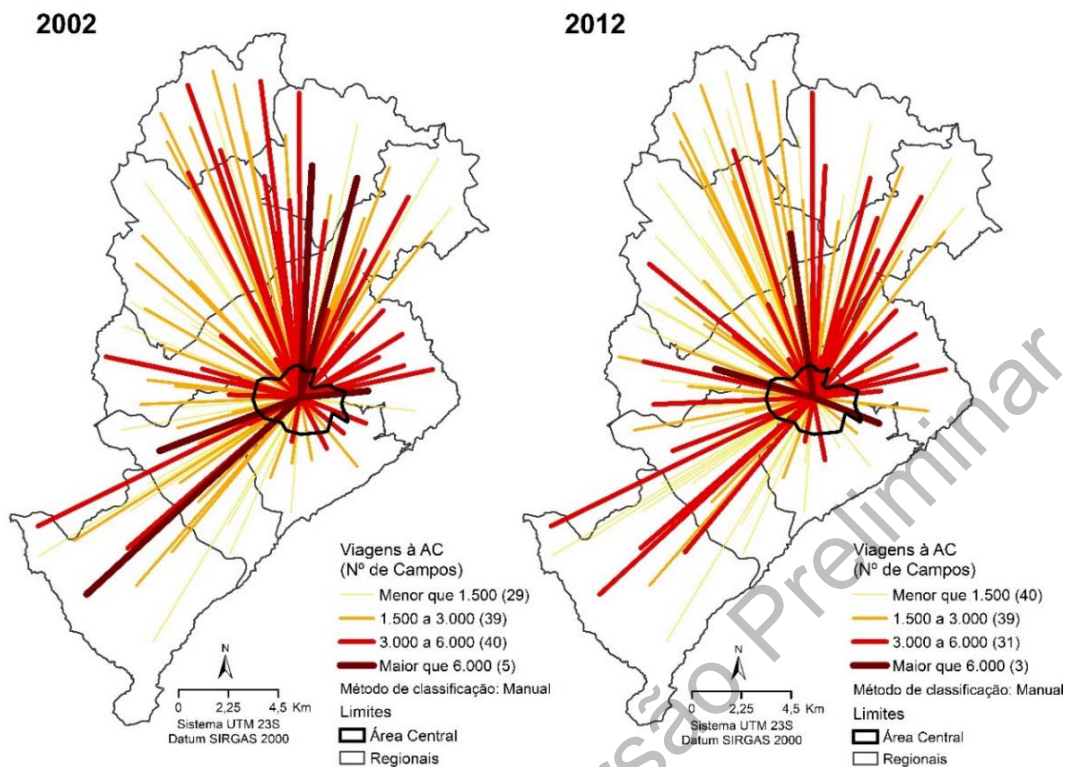 2002
Viagens à AC
(Nº de Campos)
Menor que 1.500 (29)
1.500 a 3.000 (39)
3.000 a 6.000 (40)
Maior que 6.000 (5)
Método de classificação: Manual
Limites
Área Central
Regionais
N
0 2,25 4,5 Km
Sistema UTM 23S
Datum SIRGAS 2000
2012
Viagens à AC
(Nº de Campos)
Menor que 1.500 (40)
1.500 a 3.000 (39)
3.000 a 6.000 (31)
Maior que 6.000 (3)
Método de classificação: Manual
Limites
Área Central
Regionais
N
0 2,25 4,5 Km
Sistema UTM 23S
Datum SIRGAS 2000
rsão Preliminar